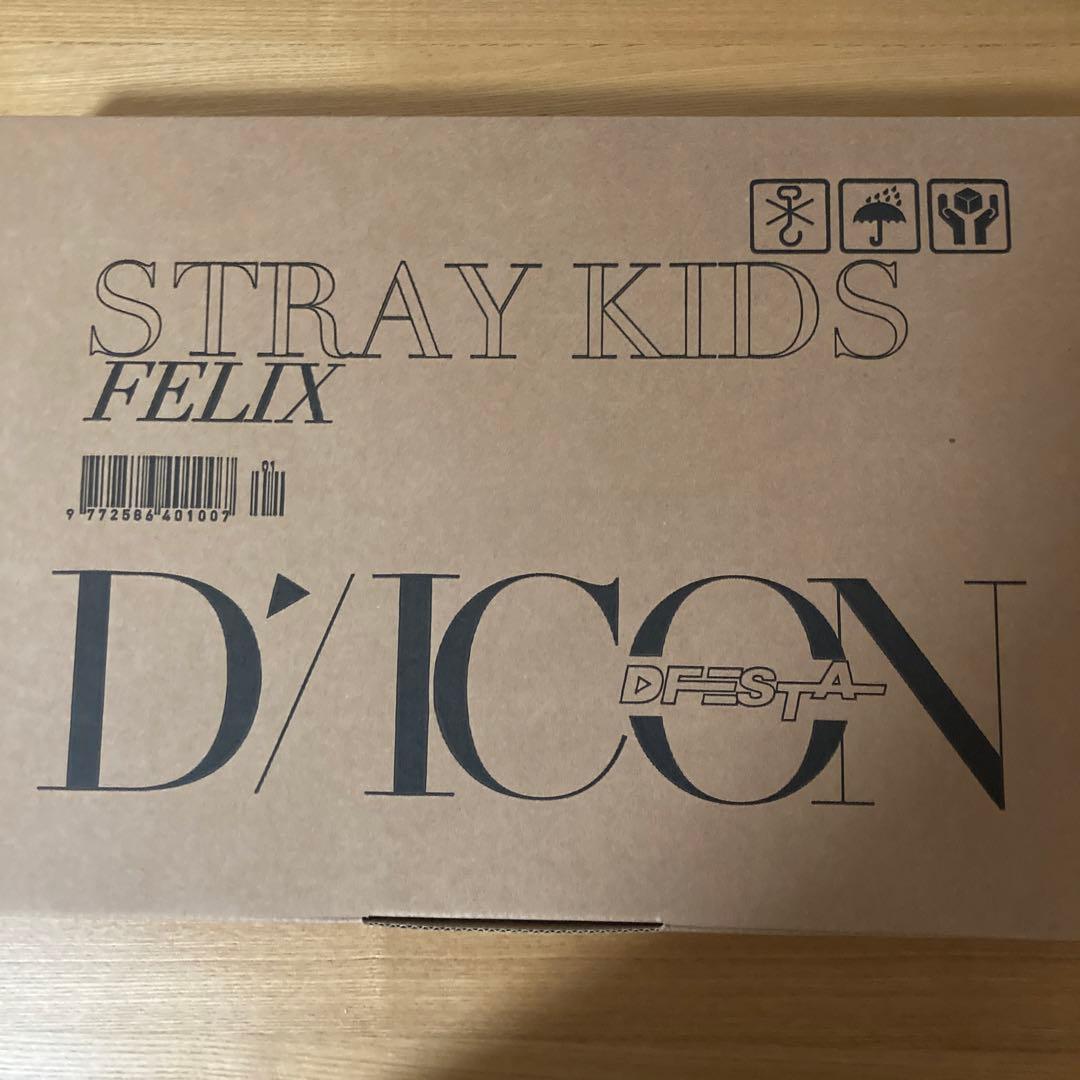 STRAY KIDS
FELIX
01
9 772586 401007
D'/ICON
DFESTA